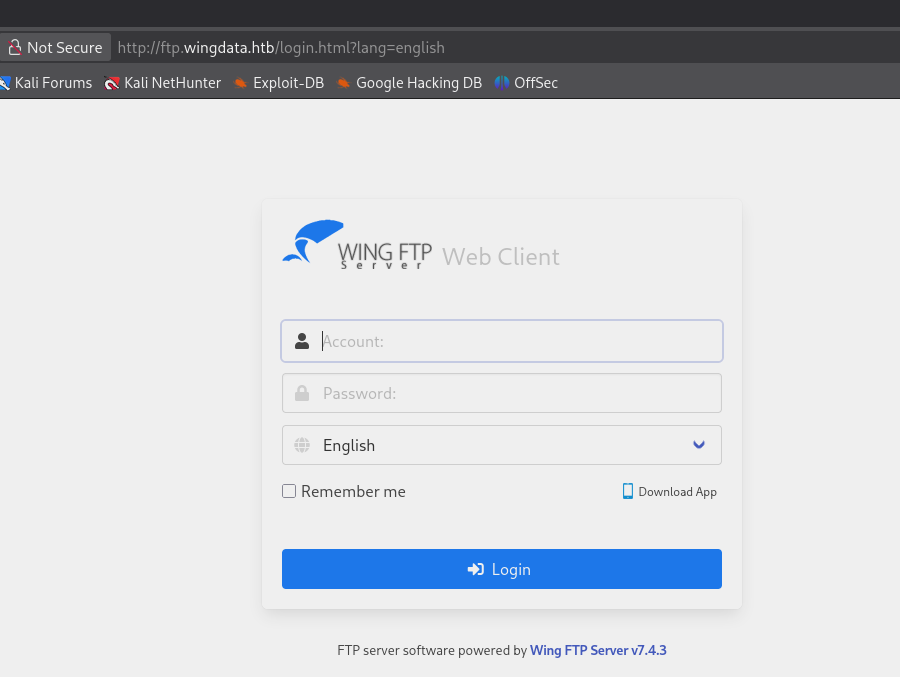 Not Secure http://ftp.wingdata.htb/login.html?lang=english
Kali Forums Kali NetHunter Exploit-DB Google Hacking DB OffSec
WING FTP Server Web Client
Account:
Password:
English
Remember me Download App
Login
FTP server software powered by Wing FTP Server v7.4.3